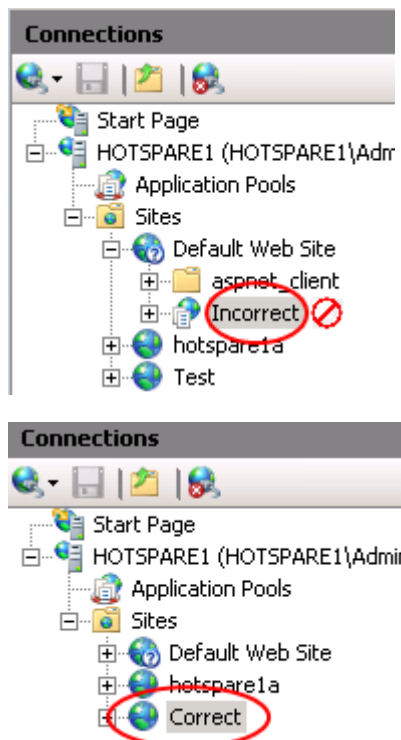 Connections
Start Page
HOTSPARE1 (HOTSPARE1\Adm
Application Pools
Sites
Default Web Site
aspnet_client
Incorrect
hotspare1a
Test
Connections
Start Page
HOTSPARE1 (HOTSPARE1\Admi
Application Pools
Sites
Default Web Site
hotspare1a
Correct